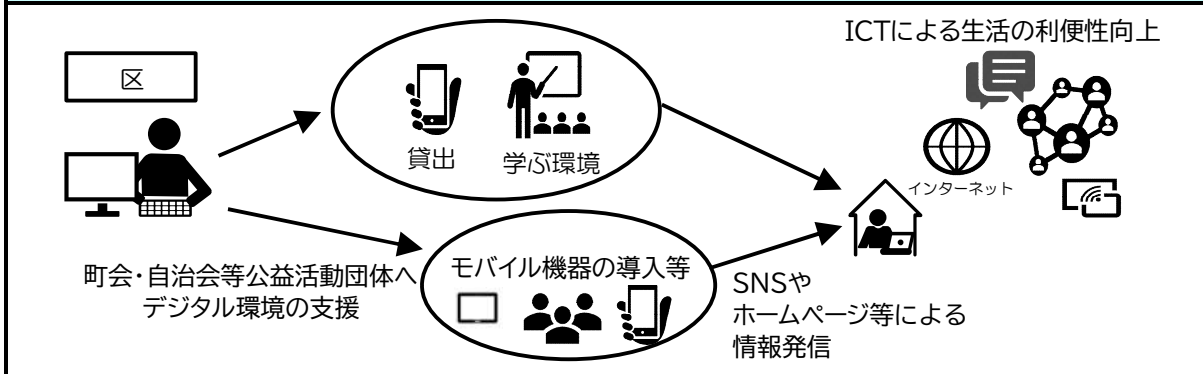 ICTによる生活の利便性向上
区
貸出
学ぶ環境
インターネット
町会・自治会等公益活動団体へ
デジタル環境の支援
モバイル機器の導入等
SNSや
ホームページ等による
情報発信